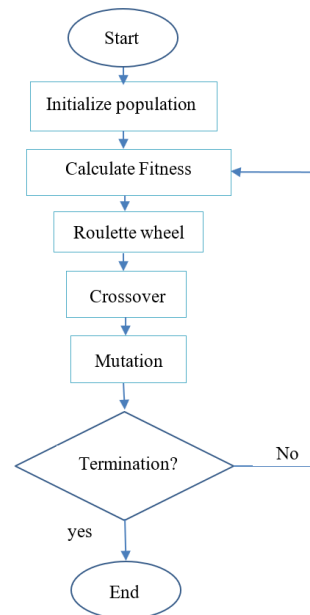 Start
Initialize population
Calculate Fitness
Roulette wheel
Crossover
Mutation
Termination?
No
yes
End